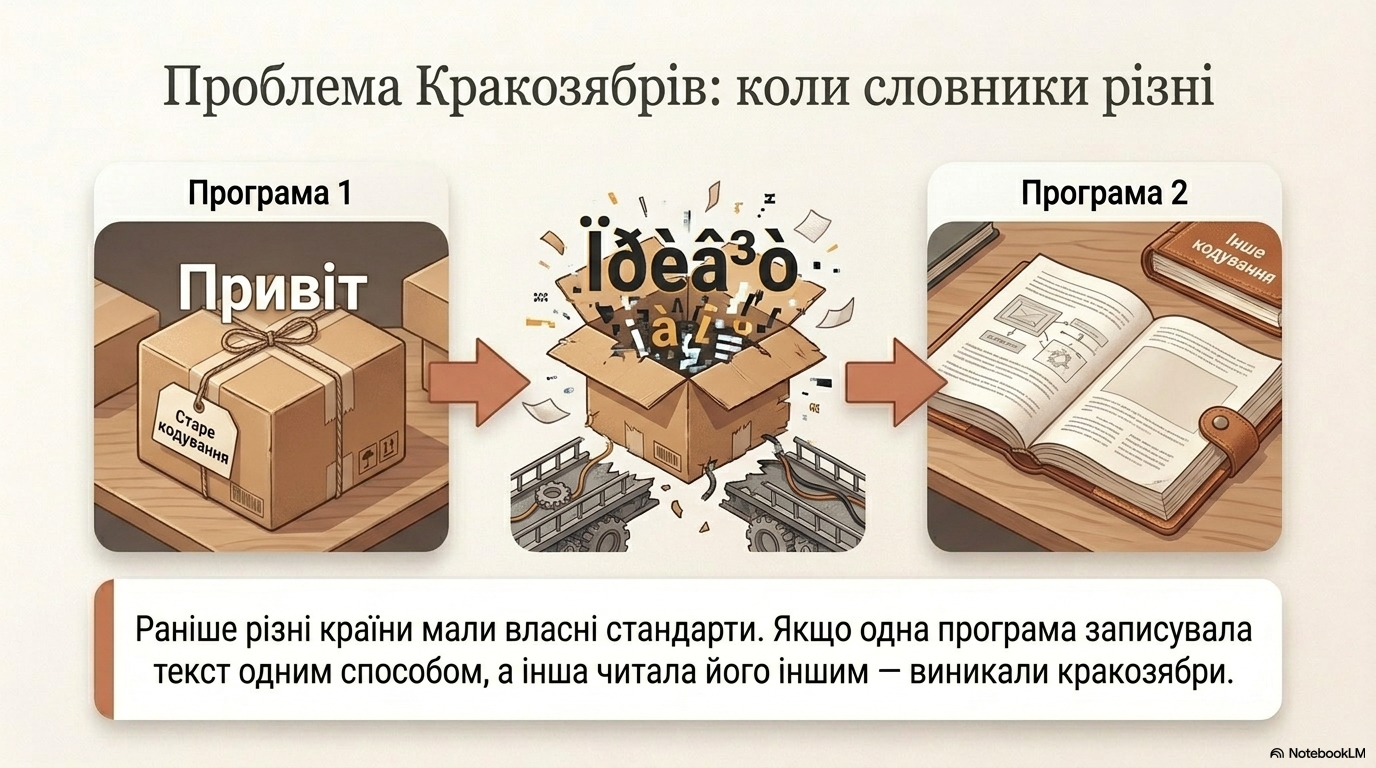 Проблема Кракозябрів: коли словники різні
Програма 1
Привіт
Старе
кодування
Ïðèâ³ò
Програма 2
Інше
кодування
Раніше різні країни мали власні стандарти. Якщо одна програма записувала
текст одним способом, а інша читала його іншим — виникали кракозябри.
NotebookLM